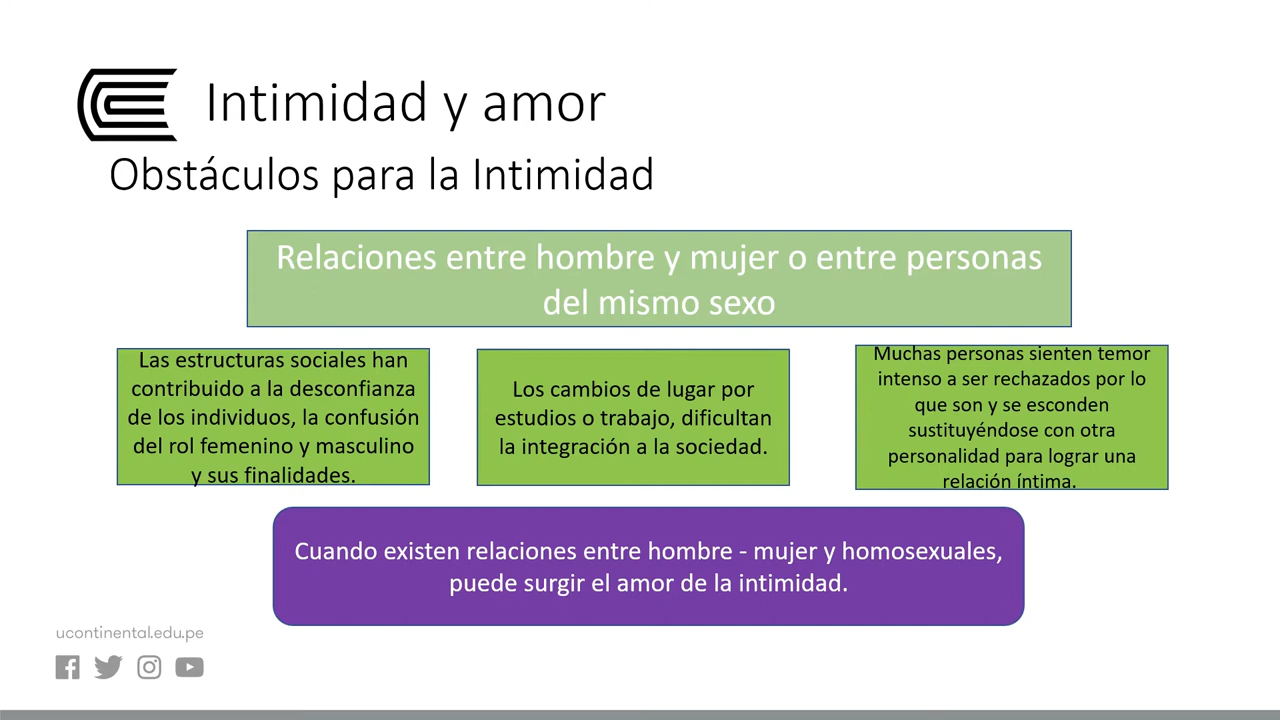 Intimidad y amor
Obstáculos para la Intimidad
Relaciones entre hombre y mujer o entre personas
del mismo sexo
Las estructuras sociales han
contribuido a la desconfianza
de los individuos, la confusión
del rol femenino y masculino
y sus finalidades.
Los cambios de lugar por
estudios o trabajo, dificultan
la integración a la sociedad.
Muchas personas sienten temor
intenso a ser rechazados por lo
que son y se esconden
sustituyéndose con otra
personalidad para lograr una
relación íntima.
Cuando existen relaciones entre hombre - mujer y homosexuales,
puede surgir el amor de la intimidad.
ucontinental.edu.pe